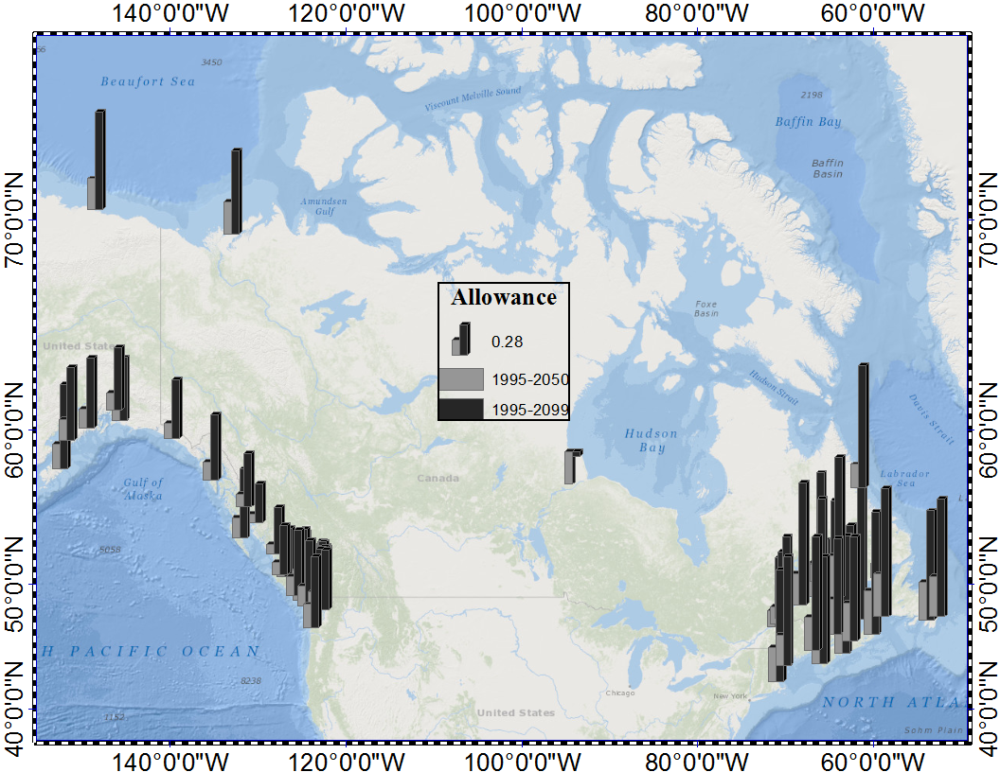 140°0'0"W 120°0'0"W 100°0'0"W 80°0'0"W 60°0'0"W
66
3450
Beaufort Sea
Viscount Melville Sound
2198
Baffin Bay
Baffin
Basin
Amundsen
Gulf
70°0'0"N
70°0'0"N
Allowance
0.28
1995-2050
1995-2099
Foxe
Basin
United State
Hudson Strait
Davis Strait
60°0'0"N
60°0'0"N
Hudson
Bay
Canada
Gulf of
Alaska
Labrador
Sea
L
5058
50°0'0"N
50°0'0"N
H PACIFIC OCEAN
8238
1152
Chicago
New York
United States
NORTH ATLA
Sohm Plain
40°0'0"N
40°0'0"N
140°0'0"W 120°0'0"W 100°0'0"W 80°0'0"W 60°0'0"W